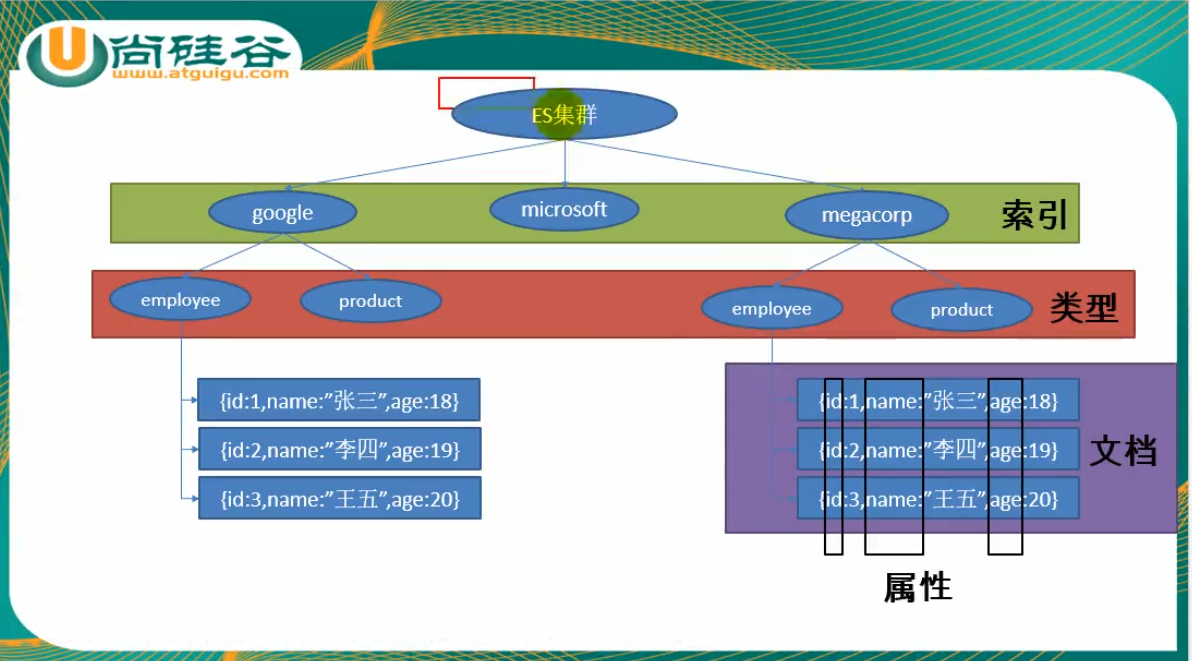 尚硅谷
www.atguigu.com
ES集群
google
microsoft
megacorp
索引
employee
product
employee
product
类型
{id:1,name:”张三”,age:18}
{id:2,name:”李四”,age:19}
{id:3,name:”王五”,age:20}
{id:1,name:”张三”,age:18}
{id:2,name:”李四”,age:19}
{id:3,name:”王五”,age:20}
文档
属性